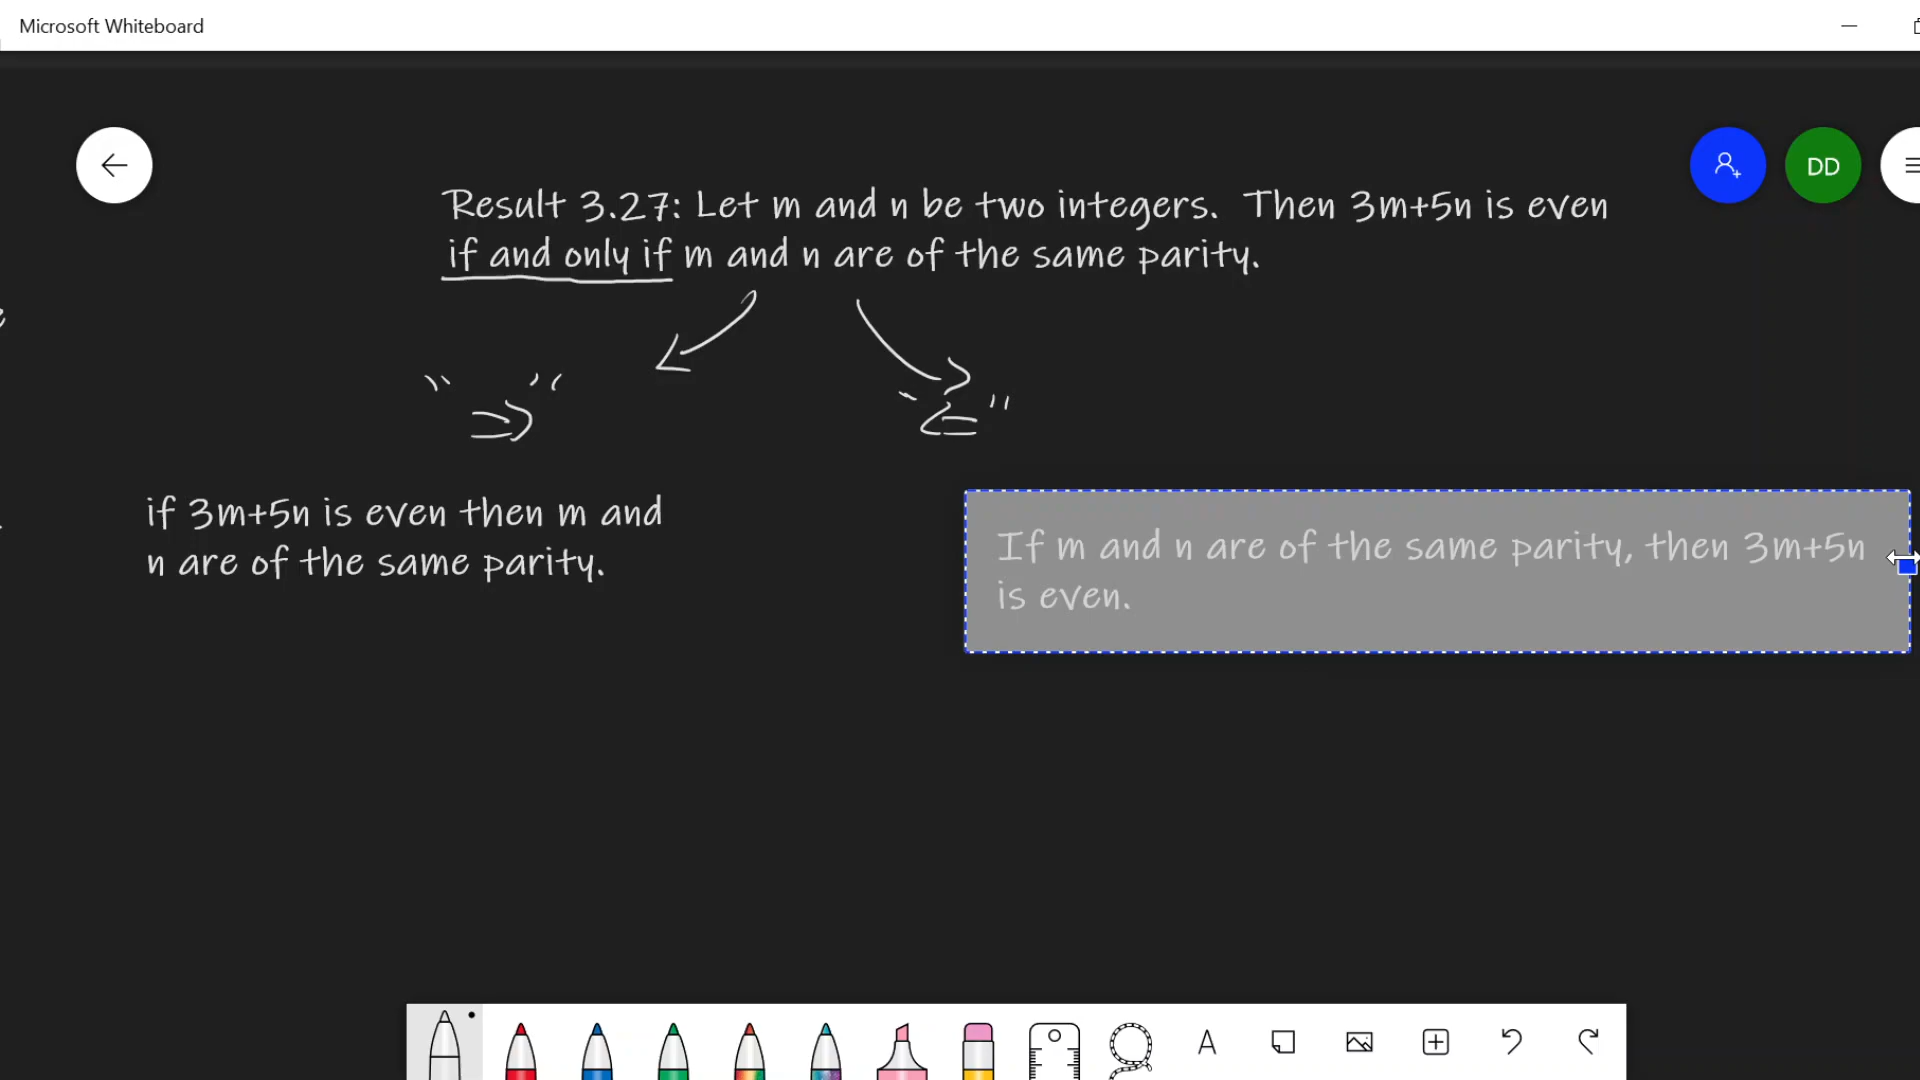 Microsoft Whiteboard
DD
Result 3.27: Let m and n be two integers. Then 3m+5n is even
if and only if m and n are of the same parity.
"⇒"
"⇐"
if 3m+5n is even then m and
n are of the same parity.
If m and n are of the same parity, then 3m+5n
is even.
A